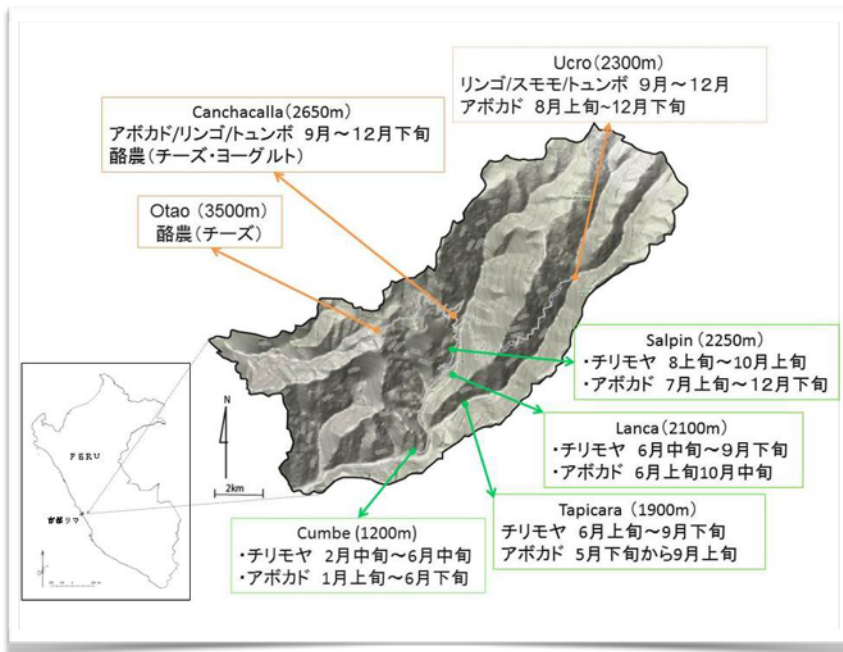 Ucro(2300m)
リンゴ/スモモ/トュンボ 9月～12月
アボカド 8月上旬~12月下旬
Canchacalla(2650m)
アボカド/リンゴ/トュンボ 9月～12月下旬
酪農(チーズ・ヨーグルト)
Otao (3500m)
酪農(チーズ)
Salpin (2250m)
・チリモヤ 8上旬～10月上旬
・アボカド 7月上旬～12月下旬
Lanca (2100m)
・チリモヤ 6月中旬～9月下旬
・アボカド 6月上旬10月中旬
Tapicara (1900m)
チリモヤ 6月上旬～9月下旬
アボカド 5月下旬から9月上旬
Cumbe (1200m)
・チリモヤ 2月中旬～6月中旬
・アボカド 1月上旬～6月下旬
N
2km
PERU
首都リマ